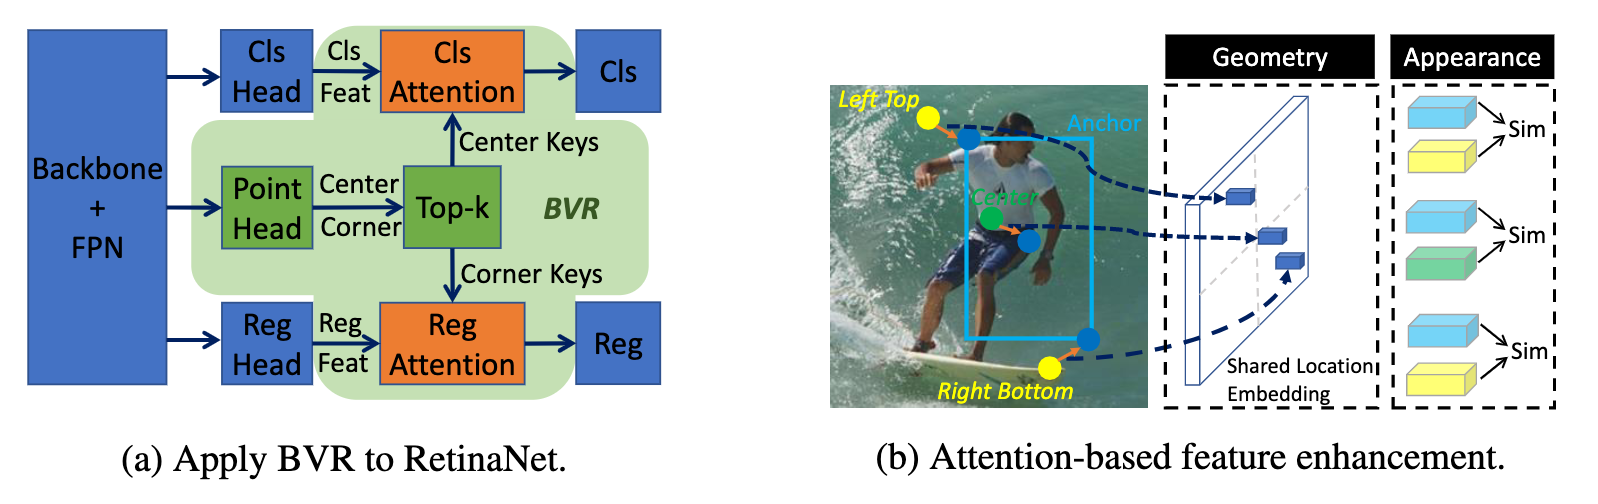 Backbone
+
FPN
Cls
Head
Cls
Feat
Cls
Attention
Cls
Center Keys
Point
Head
Center
Corner
Top-k
BVR
Corner Keys
Reg
Head
Reg
Feat
Reg
Attention
Reg
(a) Apply BVR to RetinaNet.
Left Top
Anchor
Center
Right Bottom
Geometry
Shared Location
Embedding
Appearance
Sim
Sim
Sim
(b) Attention-based feature enhancement.